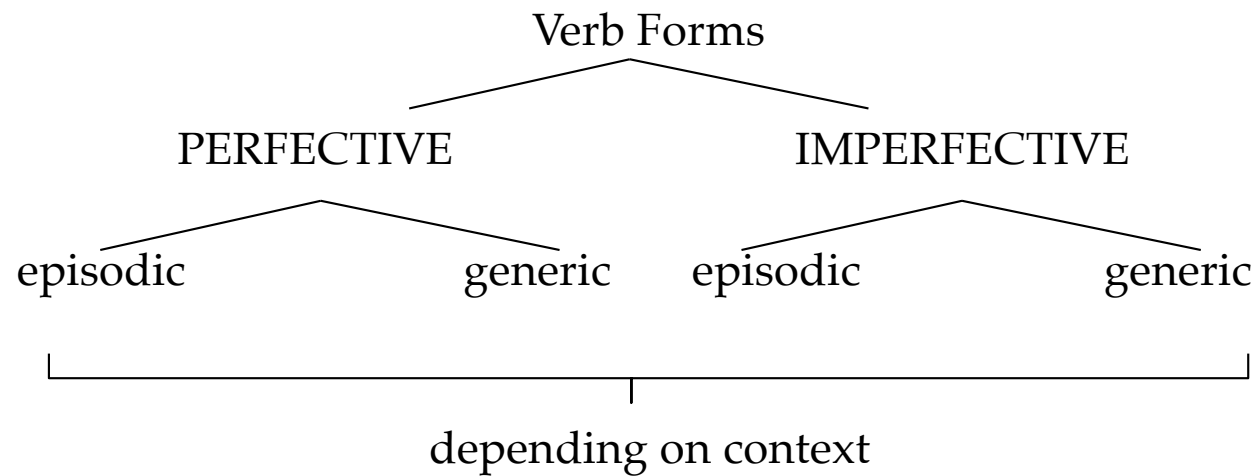 Verb Forms
PERFECTIVE IMPERFECTIVE
episodic generic episodic generic
depending on context